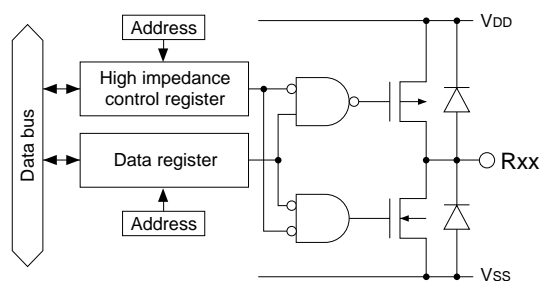 Address
VDD
High impedance
control register
Data bus
Data register
Rxx
Address
VSS